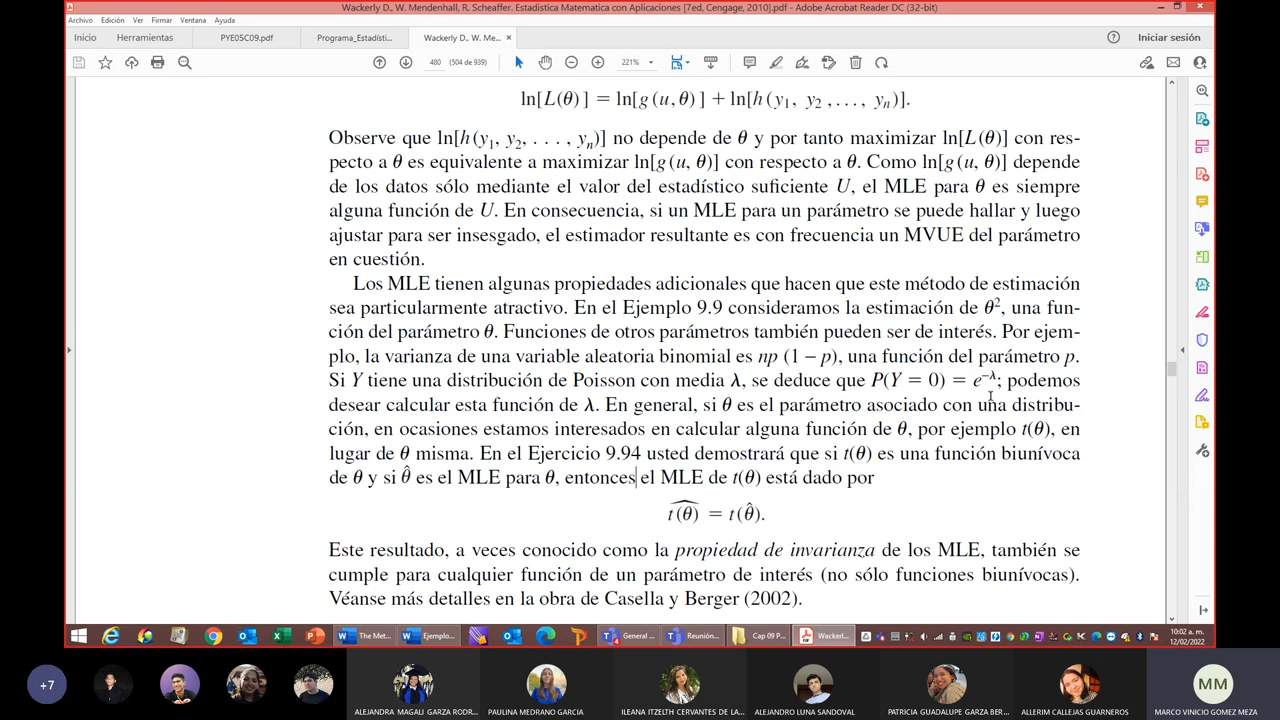 Wackerly D., W. Mendenhall, R. Scheaffer. Estadística Matematica con Aplicaciones [7ed, Cengage, 2010].pdf - Adobe Acrobat Reader DC (32-bit)
Archivo Edición Ver Firmar Ventana Ayuda
Inicio Herramientas PYE05C09.pdf Programa_Estadísti... Wackerly D., W. Me... × Iniciar sesión
480 (504 de 939) 221%
ln[L(θ)] = ln[g(u, θ)] + ln[h(y₁, y₂, . . . , yₙ)].
Observe que ln[h(y₁, y₂, . . . , yₙ)] no depende de θ y por tanto maximizar ln[L(θ)] con res-
pecto a θ es equivalente a maximizar ln[g(u, θ)] con respecto a θ. Como ln[g(u, θ)] depende
de los datos sólo mediante el valor del estadístico suficiente U, el MLE para θ es siempre
alguna función de U. En consecuencia, si un MLE para un parámetro se puede hallar y luego
ajustar para ser insesgado, el estimador resultante es con frecuencia un MVUE del parámetro
en cuestión.
Los MLE tienen algunas propiedades adicionales que hacen que este método de estimación
sea particularmente atractivo. En el Ejemplo 9.9 consideramos la estimación de θ², una fun-
ción del parámetro θ. Funciones de otros parámetros también pueden ser de interés. Por ejem-
plo, la varianza de una variable aleatoria binomial es np (1 − p), una función del parámetro p.
Si Y tiene una distribución de Poisson con media λ, se deduce que P(Y = 0) = e⁻λ; podemos
desear calcular esta función de λ. En general, si θ es el parámetro asociado con una distribu-
ción, en ocasiones estamos interesados en calcular alguna función de θ, por ejemplo t(θ), en
lugar de θ misma. En el Ejercicio 9.94 usted demostrará que si t(θ) es una función biunívoca
de θ y si θ̂ es el MLE para θ, entonces el MLE de t(θ) está dado por
t(θ)̂ = t(θ̂).
Este resultado, a veces conocido como la propiedad de invarianza de los MLE, también se
cumple para cualquier función de un parámetro de interés (no sólo funciones biunívocas).
Véanse más detalles en la obra de Casella y Berger (2002).
The Met... Ejemplo... General ... Reunión... Cap 09 P... Wackerl... 10:02 a. m.
12/02/2022
+7 MM
ALEJANDRA MAGALI GARZA RODR... PAULINA MEDRANO GARCIA ILEANA ITZELTH CERVANTES DE LA... ALEJANDRO LUNA SANDOVAL PATRICIA GUADALUPE GARZA BER... ALLERIM CALLEJAS GUARNEROS MARCO VINICIO GOMEZ MEZA